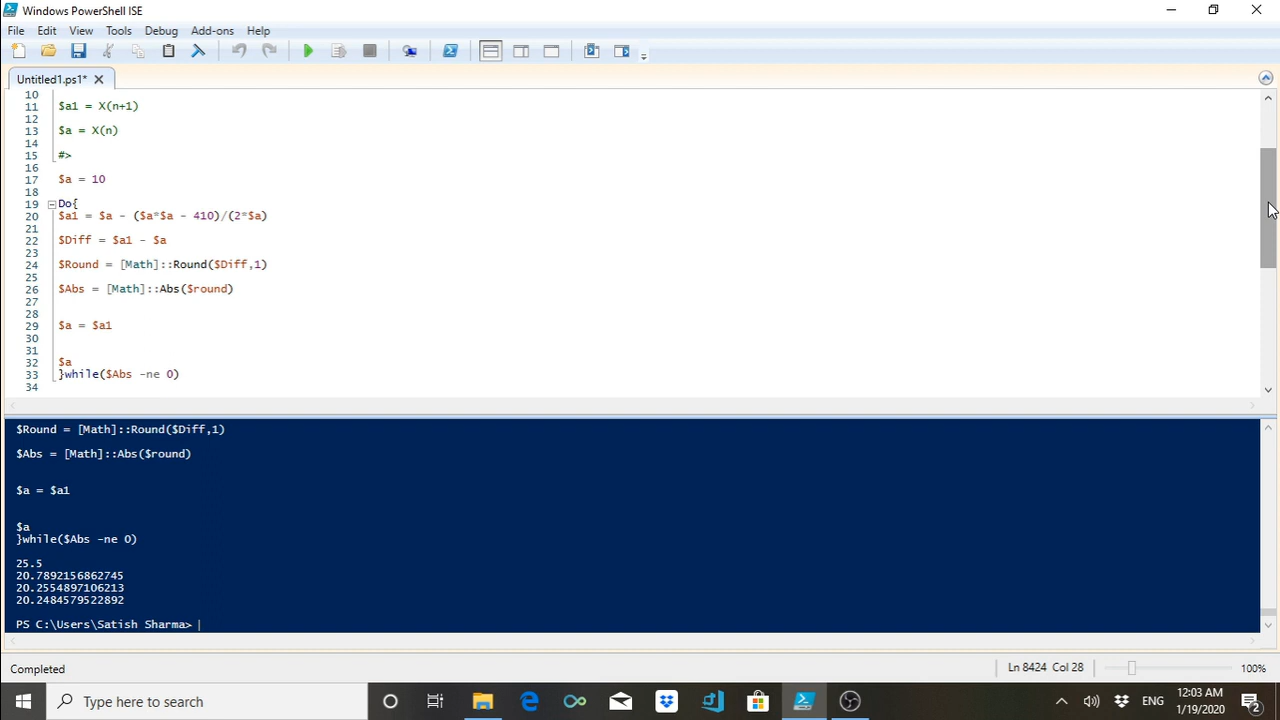 Windows PowerShell ISE
File Edit View Tools Debug Add-ons Help
Untitled1.ps1*
10
11 $a1 = X(n+1)
12
13 $a = X(n)
14
15 #>
16
17 $a = 10
18
19 Do{
20 $a1 = $a - ($a*$a - 410)/(2*$a)
21
22 $Diff = $a1 - $a
23
24 $Round = [Math]::Round($Diff,1)
25
26 $Abs = [Math]::Abs($round)
27
28
29 $a = $a1
30
31
32 $a
33 }while($Abs -ne 0)
34
$Round = [Math]::Round($Diff,1)
$Abs = [Math]::Abs($round)
$a = $a1
$a
}while($Abs -ne 0)
25.5
20.7892156862745
20.2554897106213
20.2484579522892
PS C:\Users\Satish Sharma>
Completed
Ln 8424 Col 28
100%
Type here to search
ENG
12:03 AM
1/19/2020
2